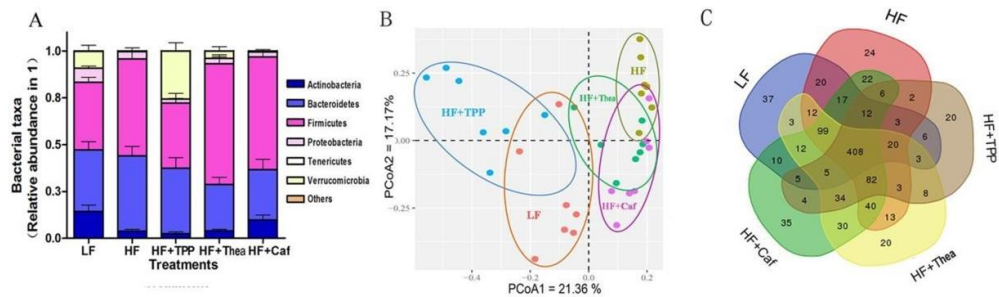 A
Bacterial taxa
(Relative abundance in 1)
1.0
0.8
0.5
0.3
0.0
LF HF HF+TPP HF+Thea HF+Caf
Treatments
Actinobacteria
Bacteroidetes
Firmicutes
Proteobacteria
Tenericutes
Verrucomicrobia
Others
B
PCoA2 = 17.17%
0.25
0.00
-0.25
HF+TPP
HF+Thea
HF
LF
HF+Caf
-0.4 -0.2 0.0 0.2
PCoA1 = 21.36 %
C
HF
LF
HF+TPP
HF+Caf
HF+Thea
24
37 20 22 6 2 20
17
3 12 12 3 6
99 20
12 408 3
10
5 5 82 3 8
4 34 40
35 30 13
20